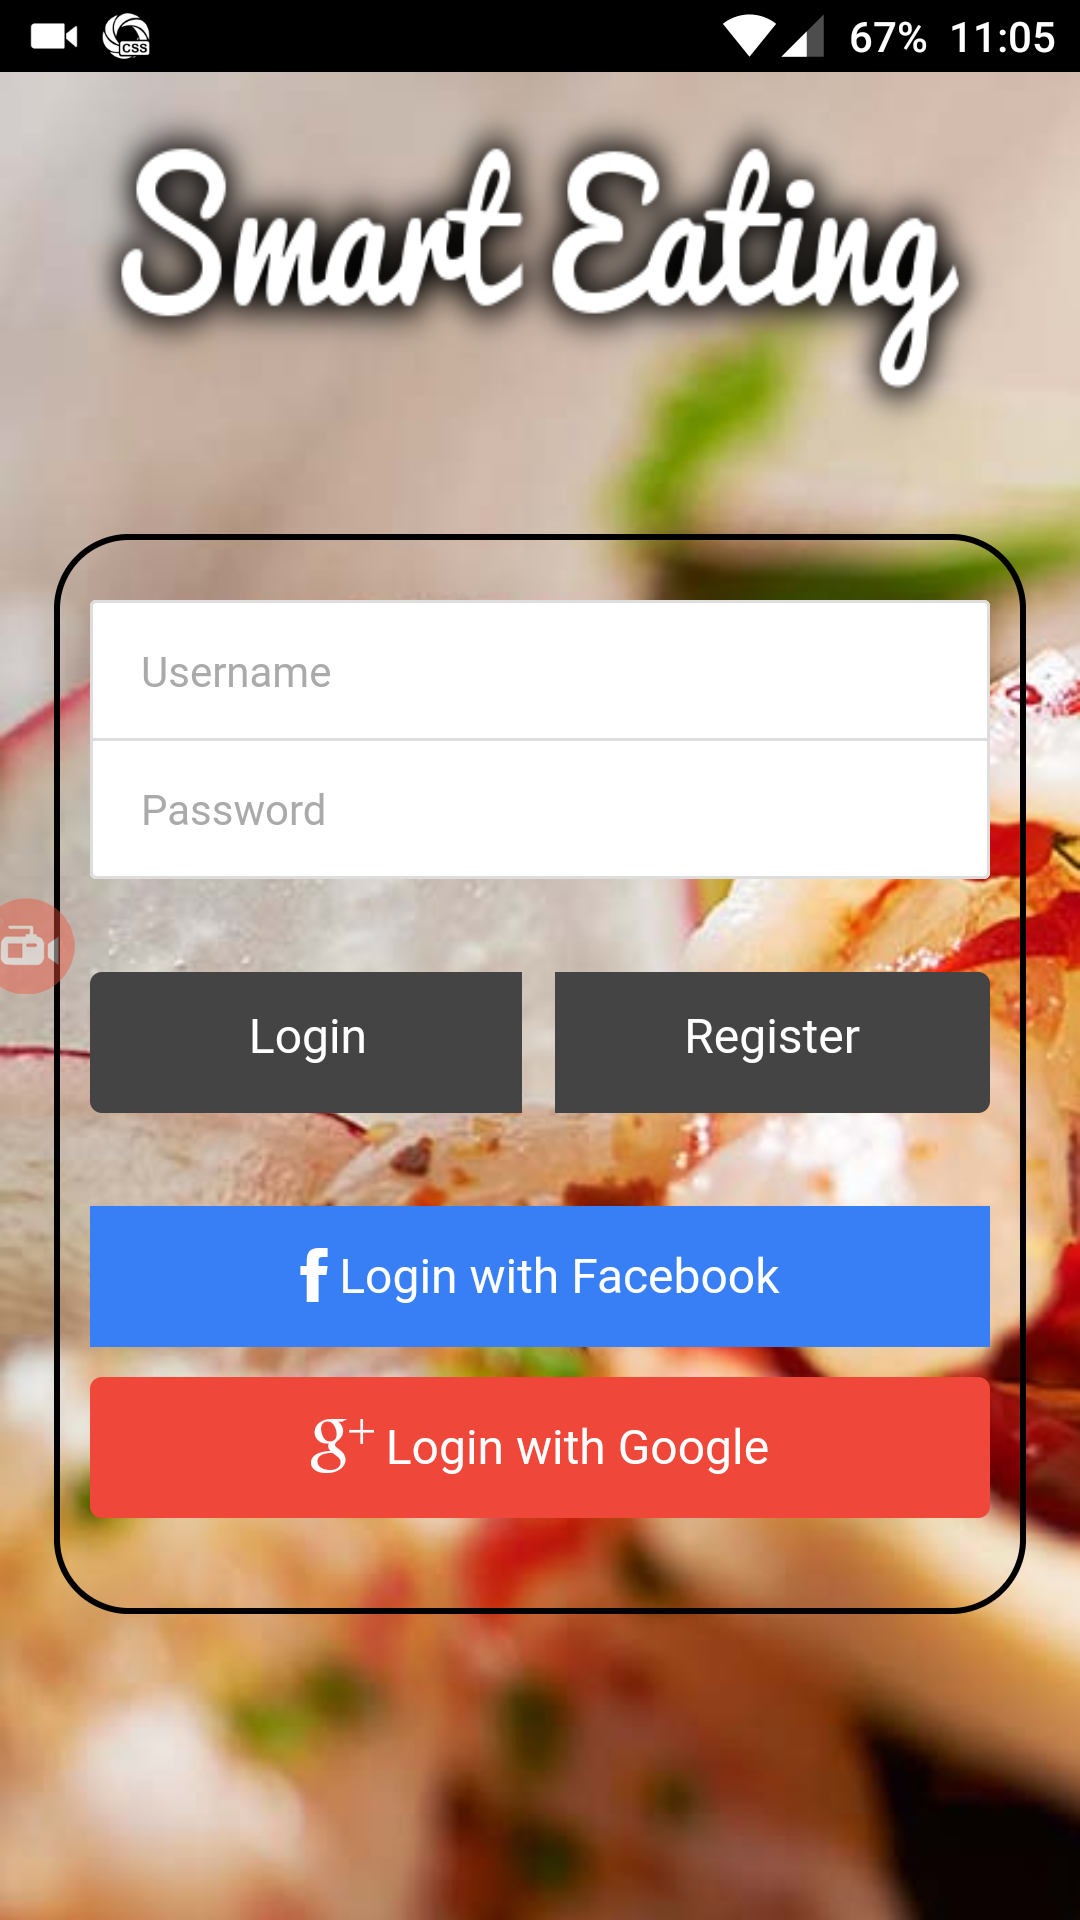 CSS 67% 11:05
Smart Eating
Username
Password
Login Register
f Login with Facebook
g+ Login with Google